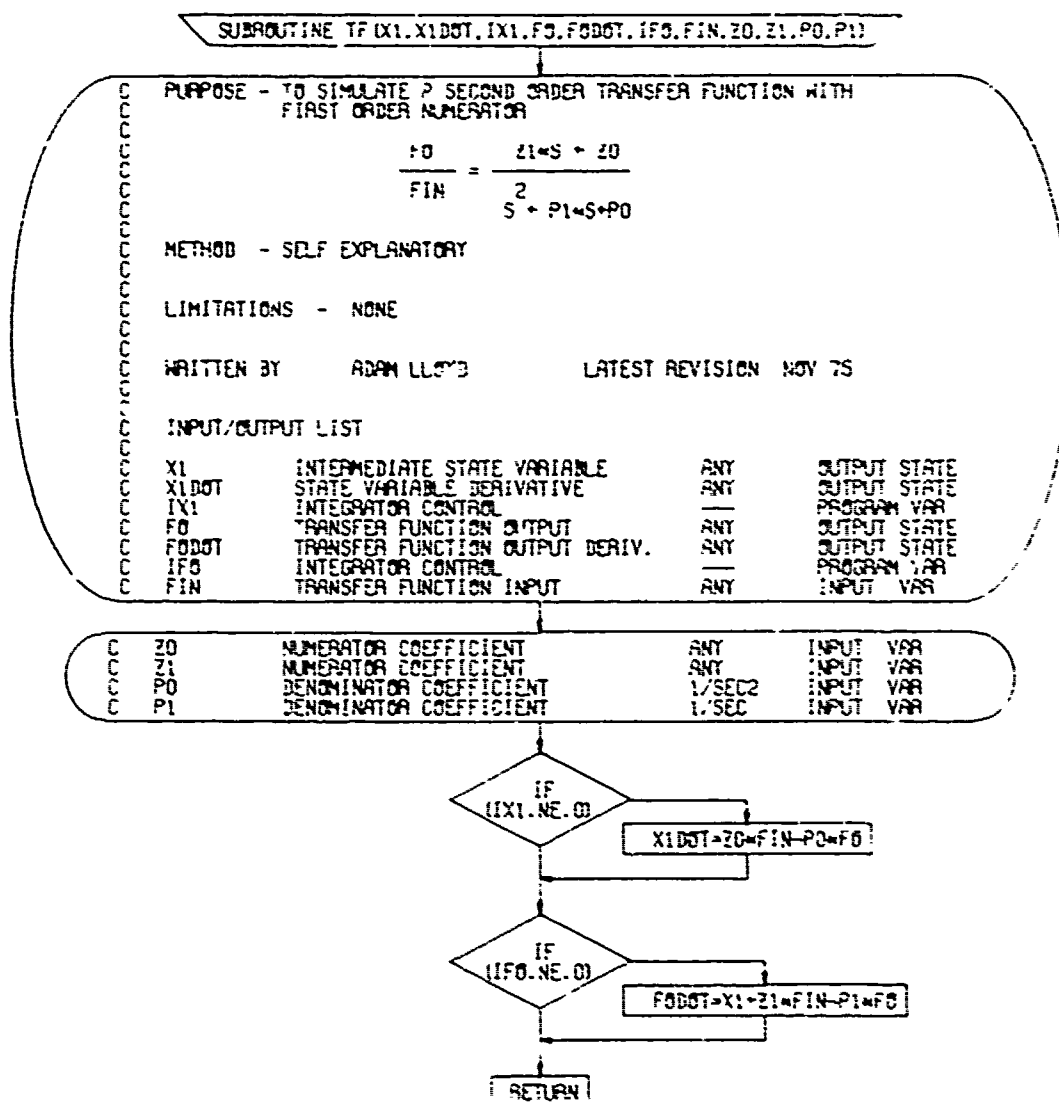 SUBROUTINE TF(X1,X1DOT,IX1,FO,FODOT,IFO,FIN,Z0,Z1,P0,P1)
C PURPOSE - TO SIMULATE A SECOND ORDER TRANSFER FUNCTION WITH
C FIRST ORDER NUMERATOR
C
C
C FO Z1*S + Z0
C ——— = ———
C FIN 2
C S + P1*S+P0
C
C
C METHOD - SELF EXPLANATORY
C
C
C LIMITATIONS - NONE
C
C
C WRITTEN BY ADAM LLOYD LATEST REVISION NOV 75
C
C
C INPUT/OUTPUT LIST
C
C X1 INTERMEDIATE STATE VARIABLE ANY OUTPUT STATE
C X1DOT STATE VARIABLE DERIVATIVE ANY OUTPUT STATE
C IX1 INTEGRATOR CONTROL —— PROGRAM VAR
C FO TRANSFER FUNCTION OUTPUT ANY OUTPUT STATE
C FODOT TRANSFER FUNCTION OUTPUT DERIV. ANY OUTPUT STATE
C IFO INTEGRATOR CONTROL —— PROGRAM VAR
C FIN TRANSFER FUNCTION INPUT ANY INPUT VAR
C Z0 NUMERATOR COEFFICIENT ANY INPUT VAR
C Z1 NUMERATOR COEFFICIENT ANY INPUT VAR
C P0 DENOMINATOR COEFFICIENT 1/SEC2 INPUT VAR
C P1 DENOMINATOR COEFFICIENT 1/SEC INPUT VAR
IF
(IX1.NE.0)
X1DOT=Z0*FIN-P0*FO
IF
(IFO.NE.0)
FODOT=X1+Z1*FIN-P1*FO
RETURN